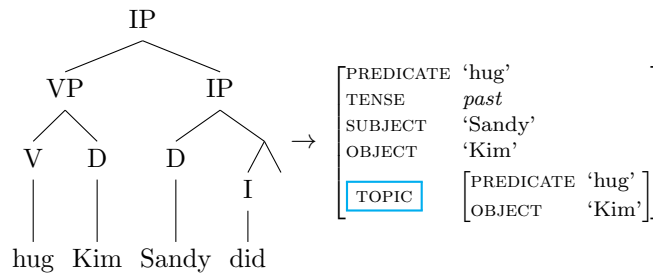 IP
VP IP
V D D
I
hug Kim Sandy did
→
PREDICATE ‘hug’
TENSE past
SUBJECT ‘Sandy’
OBJECT ‘Kim’
TOPIC
PREDICATE ‘hug’
OBJECT ‘Kim’